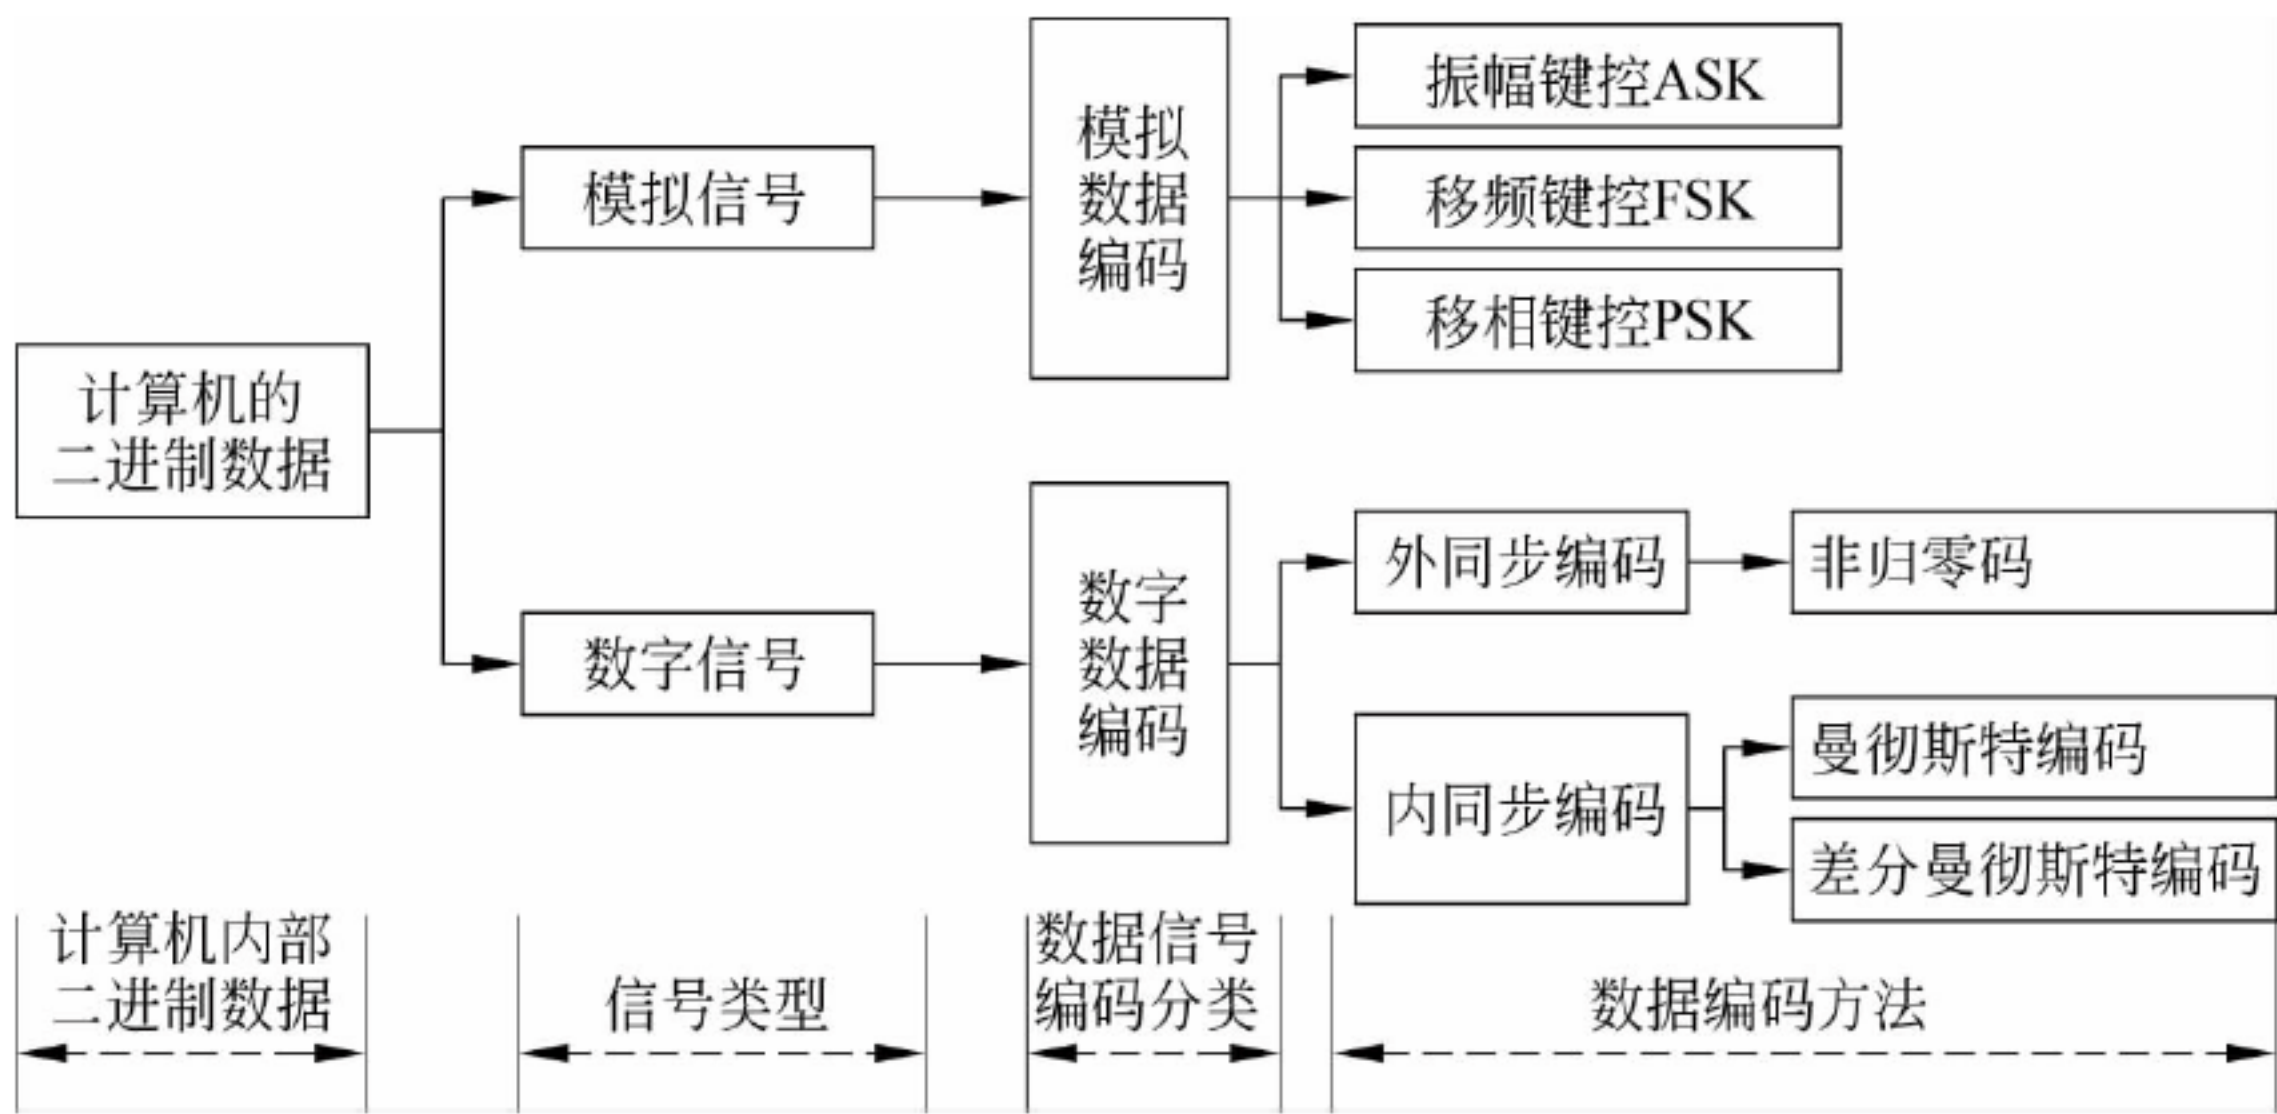 振幅键控ASK
模拟
数据
编码
模拟信号
移频键控FSK
移相键控PSK
计算机的
二进制数据
外同步编码
非归零码
数字
数据
编码
数字信号
曼彻斯特编码
内同步编码
差分曼彻斯特编码
计算机内部
二进制数据
信号类型
数据信号
编码分类
数据编码方法